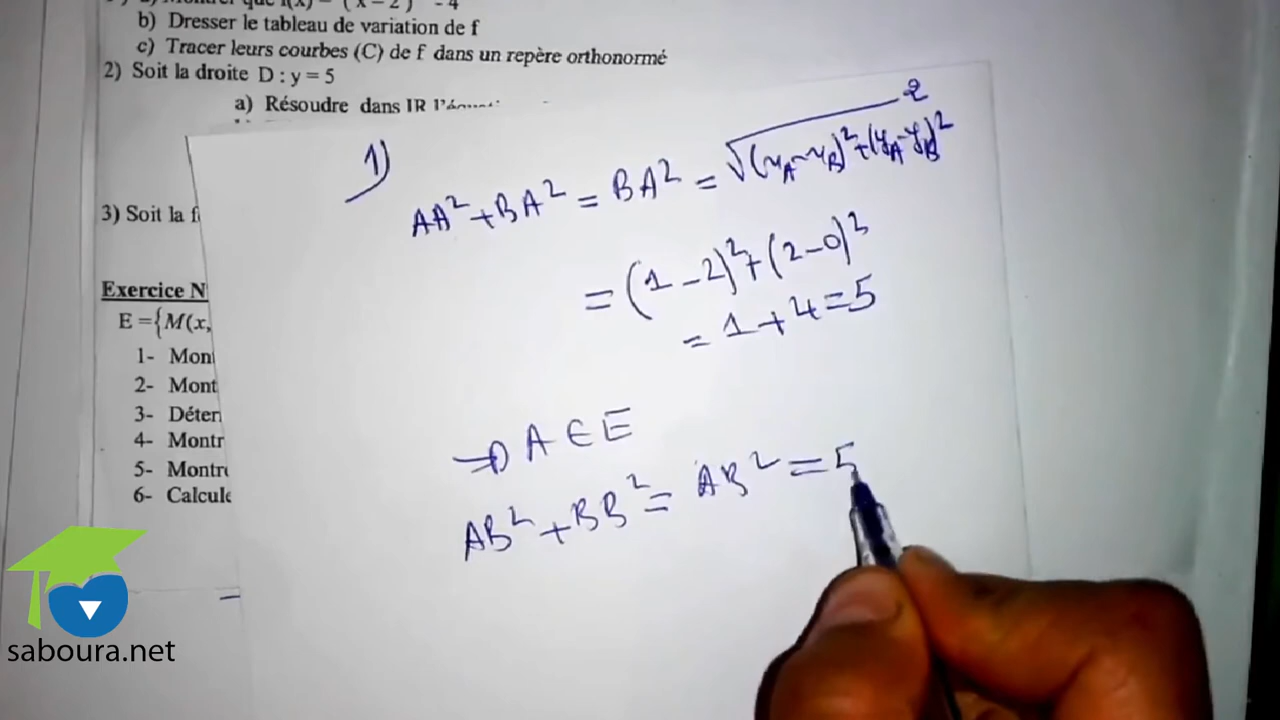 b) Dresser le tableau de variation de f
c) Tracer leurs courbes (C) de f dans un repère orthonormé
2) Soit la droite D : y = 5
a) Résoudre dans IR
1)
AA² + BA² = BA² = √(x_A - x_B)² + (y_A - y_B)² ²
= (1 - 2)² + (2 - 0)²
= 1 + 4 = 5
⇒ A ∈ E
AB² + BB² = AB² = 5
3) Soit la
Exercice N
E = {M(x,
1- Mon
2- Mont
3- Déter
4- Montr
5- Montr
6- Calcule
saboura.net